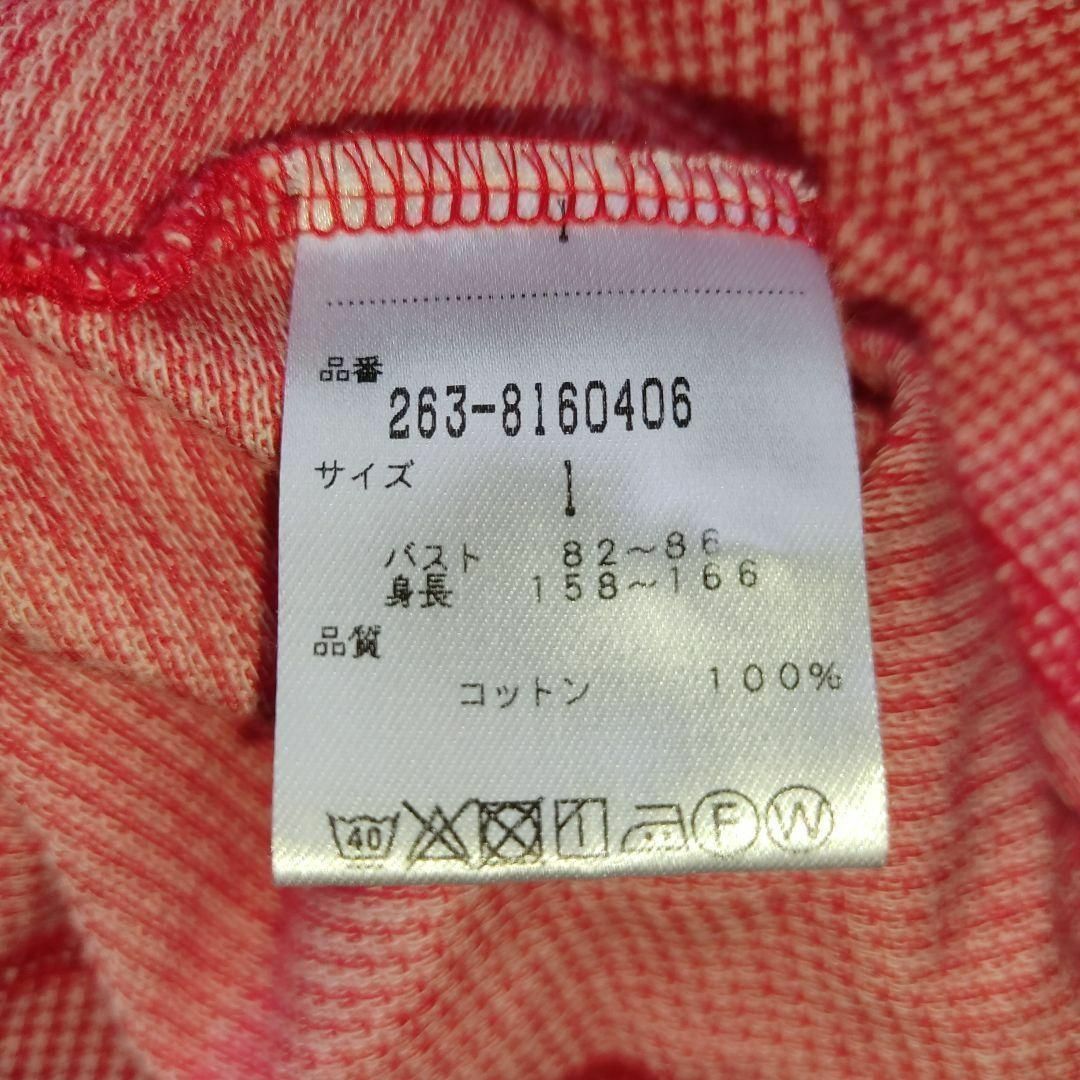 品番
263-8160406
サイズ 1
バスト 82~86
身長 158~166
品質
コットン 100%
40 F W